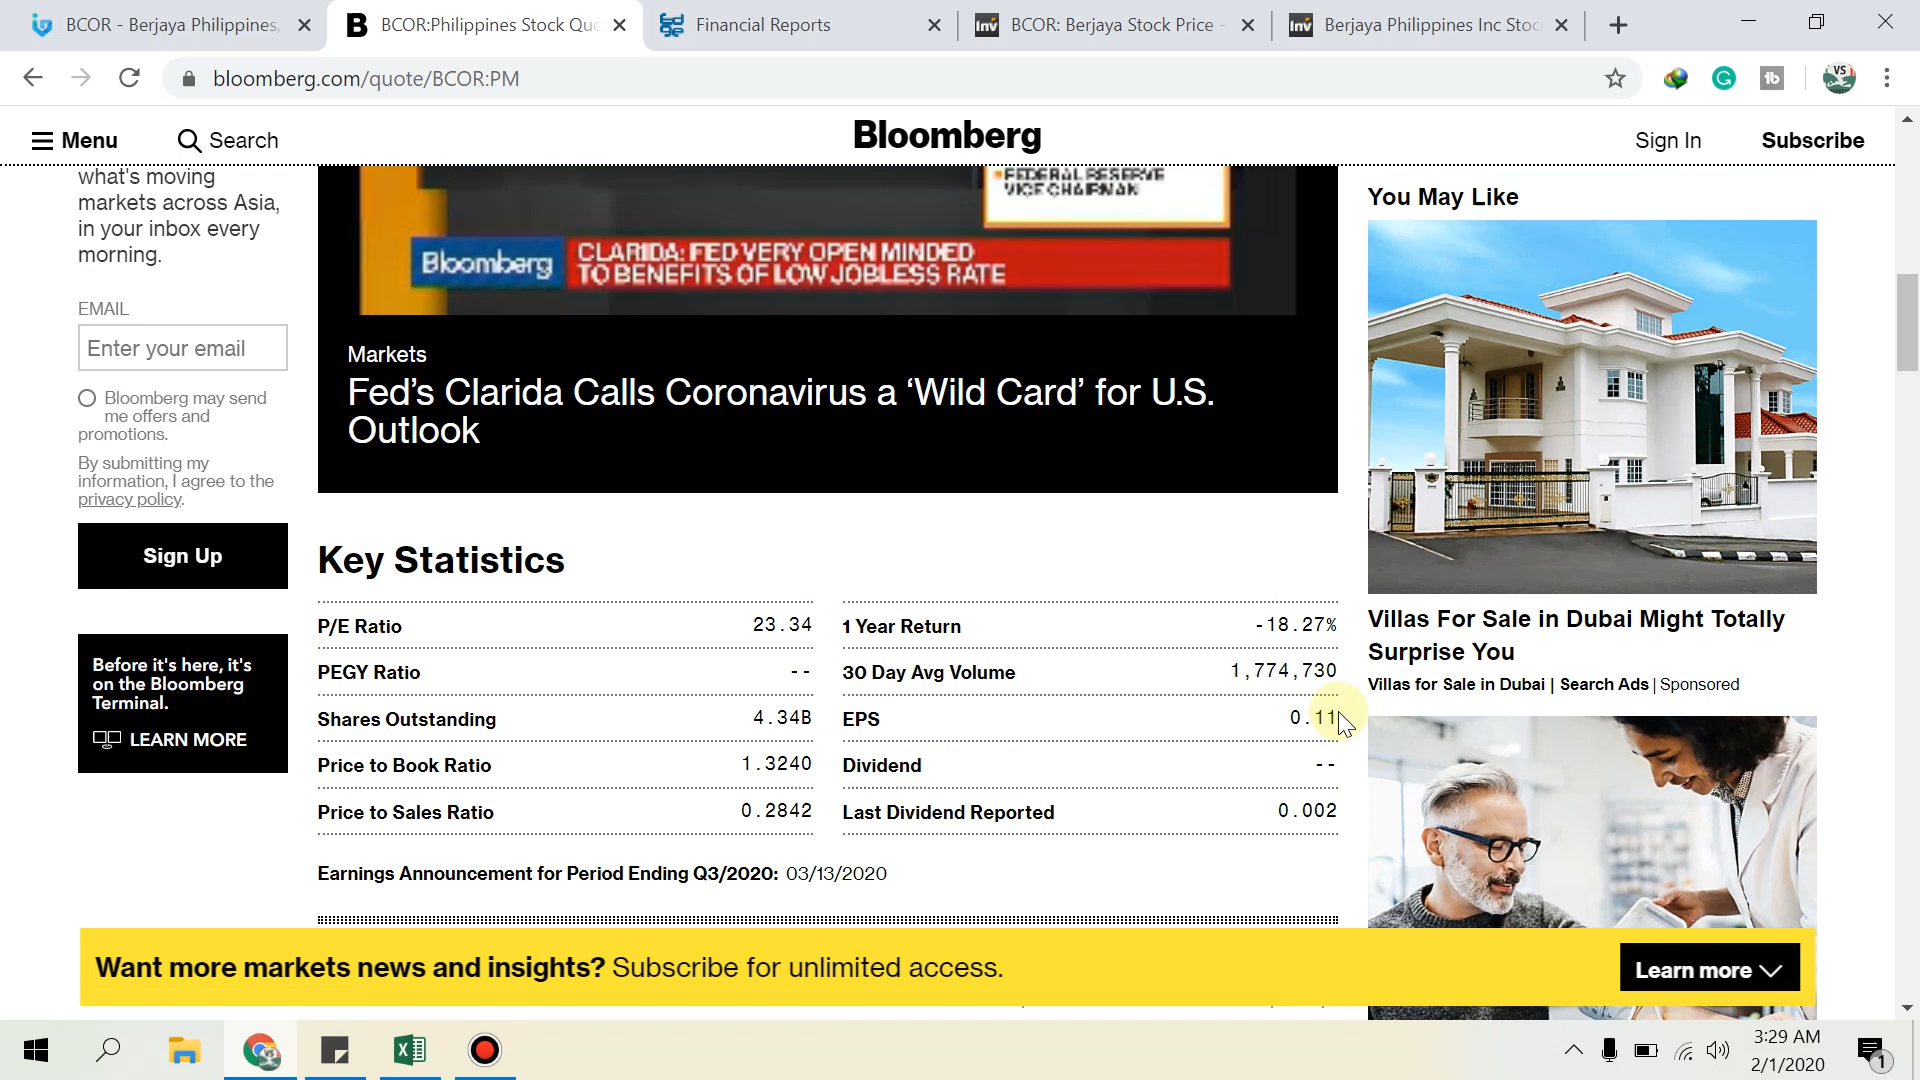 BCOR - Berjaya Philippines,
BCOR:Philippines Stock Quo
Financial Reports
BCOR: Berjaya Stock Price -
Berjaya Philippines Inc Stoc
bloomberg.com/quote/BCOR:PM
Menu
Search
Bloomberg
Sign In
Subscribe
what's moving
markets across Asia,
in your inbox every
morning.
EMAIL
Enter your email
Bloomberg may send
me offers and
promotions.
By submitting my
information, I agree to the
privacy policy.
Sign Up
Before it's here, it's
on the Bloomberg
Terminal.
LEARN MORE
FEDERAL RESERVE
VICE CHAIRMAN
Bloomberg
CLARIDA: FED VERY OPEN MINDED
TO BENEFITS OF LOW JOBLESS RATE
Markets
Fed's Clarida Calls Coronavirus a ‘Wild Card’ for U.S.
Outlook
Key Statistics
P/E Ratio 23.34
PEGY Ratio --
Shares Outstanding 4.34B
Price to Book Ratio 1.3240
Price to Sales Ratio 0.2842
1 Year Return -18.27%
30 Day Avg Volume 1,774,730
EPS 0.11
Dividend --
Last Dividend Reported 0.002
Earnings Announcement for Period Ending Q3/2020: 03/13/2020
You May Like
Villas For Sale in Dubai Might Totally
Surprise You
Villas for Sale in Dubai | Search Ads | Sponsored
Want more markets news and insights? Subscribe for unlimited access.
Learn more
3:29 AM
2/1/2020
1